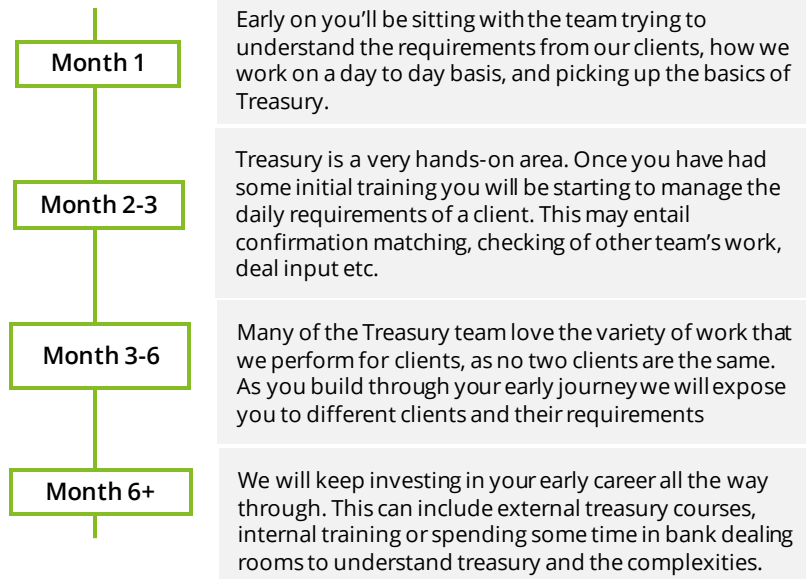 Month 1
Early on you'll be sitting with the team trying to
understand the requirements from our clients, how we
work on a day to day basis, and picking up the basics of
Treasury.
Month 2-3
Treasury is a very hands-on area. Once you have had
some initial training you will be starting to manage the
daily requirements of a client. This may entail
confirmation matching, checking of other team's work,
deal input etc.
Month 3-6
Many of the Treasury team love the variety of work that
we perform for clients, as no two clients are the same.
As you build through your early journey we will expose
you to different clients and their requirements
Month 6+
We will keep investing in your early career all the way
through. This can include external treasury courses,
internal training or spending some time in bank dealing
rooms to understand treasury and the complexities.